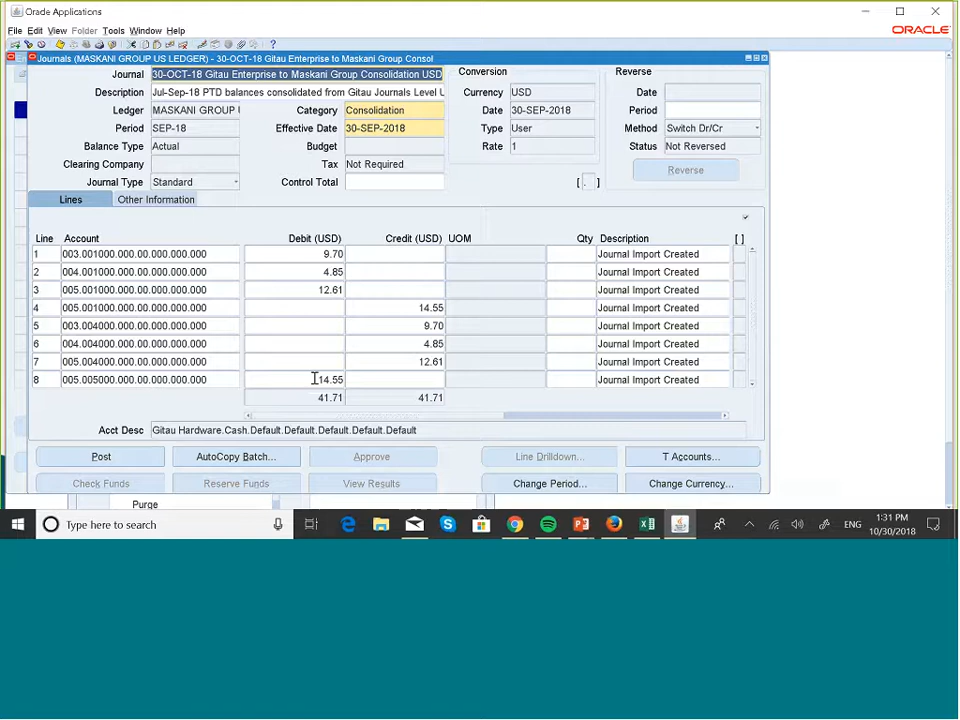 Orade Applications
File Edit View Folder Tools Window Help
ORACLE
Journals (MASKANI GROUP US LEDGER) - 30-OCT-18 Gitau Enterprise to Maskani Group Consol
Journal 30-OCT-18 Gitau Enterprise to Maskani Group Consolidation USD
Description Jul-Sep-18 PTD balances consolidated from Gitau Journals Level U
Ledger MASKANI GROUP U Category Consolidation
Period SEP-18 Effective Date 30-SEP-2018
Balance Type Actual Budget
Clearing Company Tax Not Required
Journal Type Standard Control Total
Conversion
Currency USD
Date 30-SEP-2018
Type User
Rate 1
Reverse
Date
Period
Method Switch Dr/Cr
Status Not Reversed
Reverse
[ . ]
Lines Other Information
Line Account Debit (USD) Credit (USD) UOM Qty Description [ ]
1 003.001000.000.00.000.000.000 9.70 Journal Import Created
2 004.001000.000.00.000.000.000 4.85 Journal Import Created
3 005.001000.000.00.000.000.000 12.61 Journal Import Created
4 005.001000.000.00.000.000.000 14.55 Journal Import Created
5 003.004000.000.00.000.000.000 9.70 Journal Import Created
6 004.004000.000.00.000.000.000 4.85 Journal Import Created
7 005.004000.000.00.000.000.000 12.61 Journal Import Created
8 005.005000.000.00.000.000.000 14.55 Journal Import Created
41.71 41.71
Acct Desc Gitau Hardware.Cash.Default.Default.Default.Default.Default
Post AutoCopy Batch... Approve Line Drilldown... T Accounts...
Check Funds Reserve Funds View Results Change Period... Change Currency...
Purge
Type here to search
ENG
1:31 PM
10/30/2018